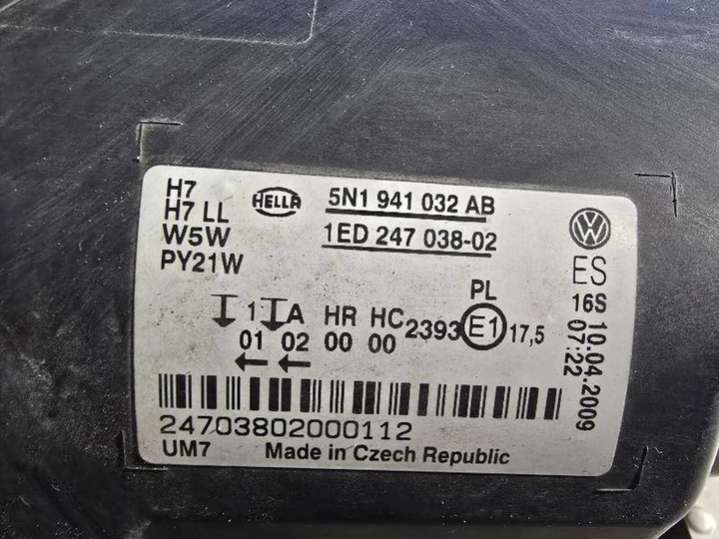 H7
H7 LL
W5W
PY21W
HELLA
5N1 941 032 AB
1ED 247 038-02
VW
ES
16S
10.04.2009
07:22
PL
1 A HR HC 2393 E1 17,5
01 02 00 00
24703802000112
UM7 Made in Czech Republic